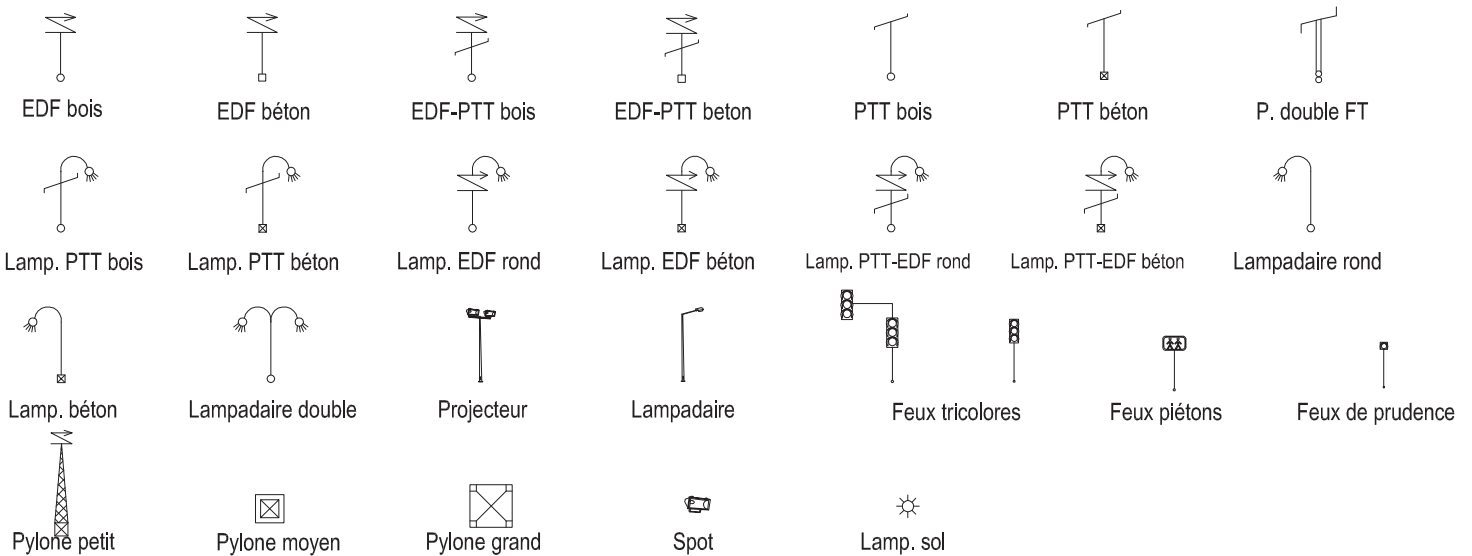 EDF bois EDF béton EDF-PTT bois EDF-PTT beton PTT bois PTT béton P. double FT
Lamp. PTT bois Lamp. PTT béton Lamp. EDF rond Lamp. EDF béton Lamp. PTT-EDF rond Lamp. PTT-EDF béton Lampadaire rond
Lamp. béton Lampadaire double Projecteur Lampadaire Feux tricolores Feux piétons Feux de prudence
Pylone petit Pylone moyen Pylone grand Spot Lamp. sol